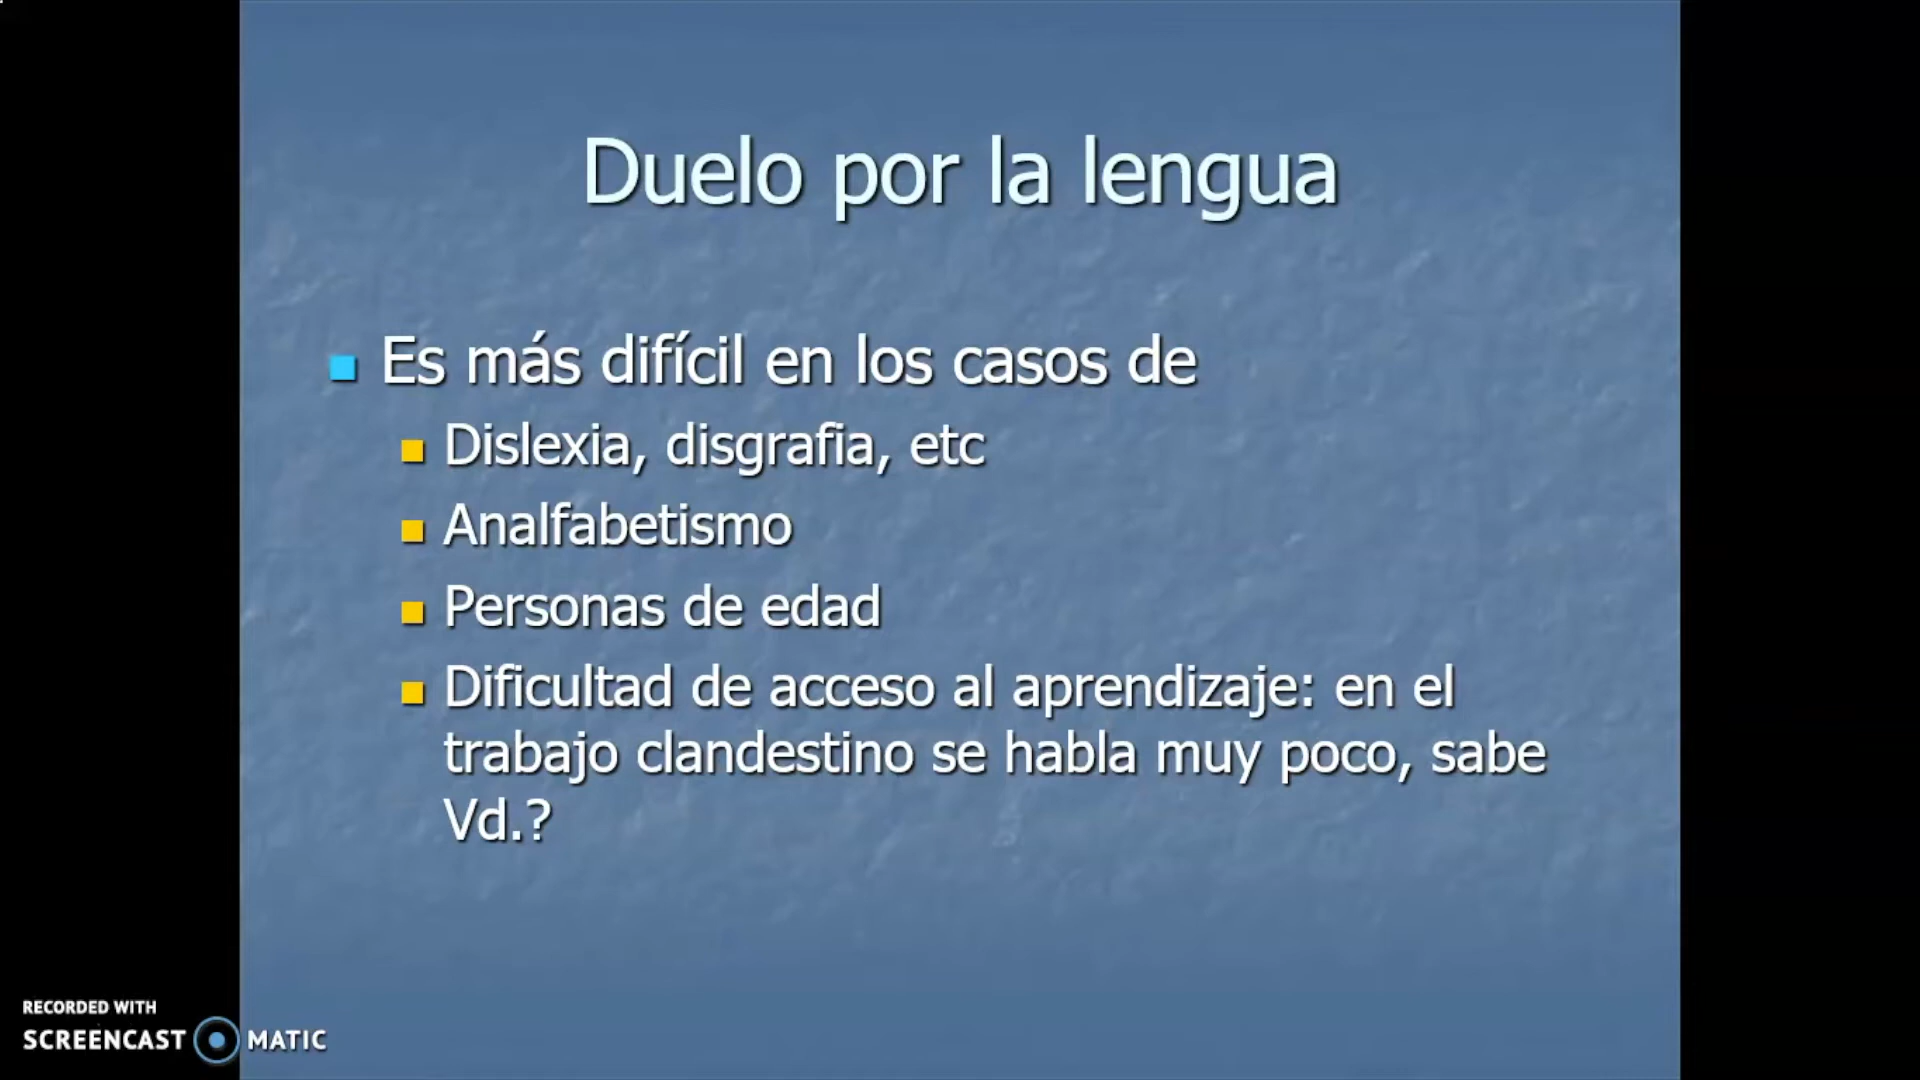 Duelo por la lengua
Es más difícil en los casos de
Dislexia, disgrafia, etc
Analfabetismo
Personas de edad
Dificultad de acceso al aprendizaje: en el
trabajo clandestino se habla muy poco, sabe
Vd.?
RECORDED WITH
SCREENCAST MATIC